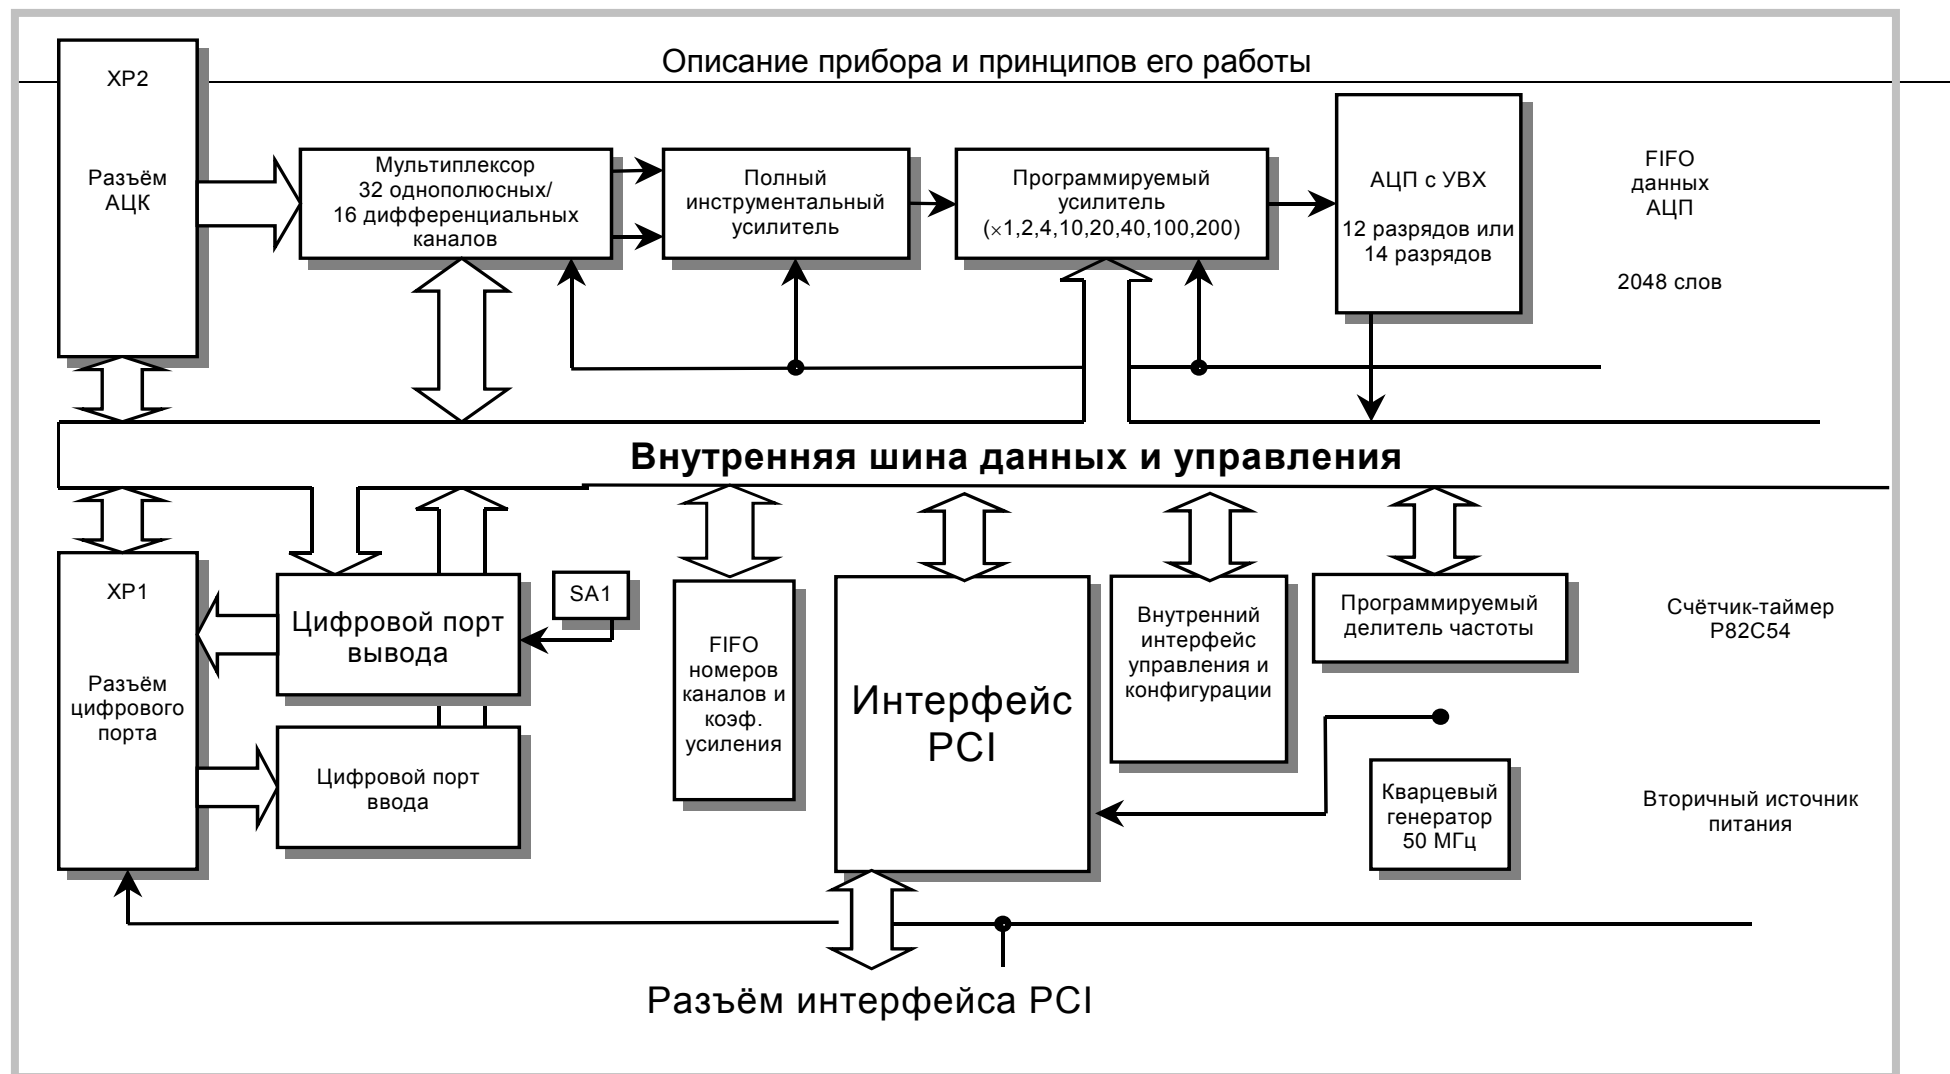 Описание прибора и принципов его работы
XP2
Разъём
АЦК
Мультиплексор
32 однополюсных/
16 дифференциальных
каналов
Полный
инструментальный
усилитель
Программируемый
усилитель
(×1,2,4,10,20,40,100,200)
АЦП с УВХ
12 разрядов или
14 разрядов
FIFO
данных
АЦП
2048 слов
Внутренняя шина данных и управления
XP1
Разъём
цифрового
порта
Цифровой порт
вывода
SA1
Цифровой порт
ввода
FIFO
номеров
каналов и
коэф.
усиления
Интерфейс
PCI
Внутренний
интерфейс
управления и
конфигурации
Программируемый
делитель частоты
Счётчик-таймер
P82C54
Кварцевый
генератор
50 МГц
Вторичный источник
питания
Разъём интерфейса PCI